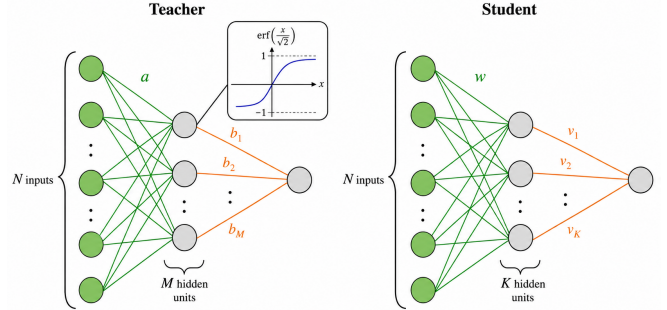 Teacher
erf(x/√2)
1
x
−1
a
b1
b2
⋮
bM
N inputs
⋮
⋮
⋮
M hidden
units
Student
w
v1
v2
⋮
vK
N inputs
⋮
⋮
⋮
K hidden
units